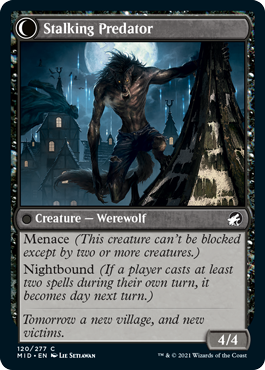 Stalking Predator
Creature — Werewolf
Menace (This creature can't be blocked
except by two or more creatures.)
Nightbound (If a player casts at least
two spells during their own turn, it
becomes day next turn.)
Tomorrow a new village, and new
victims.
4/4
120/277 C
MID • EN Lie Setiawan
™ & © 2021 Wizards of the Coast